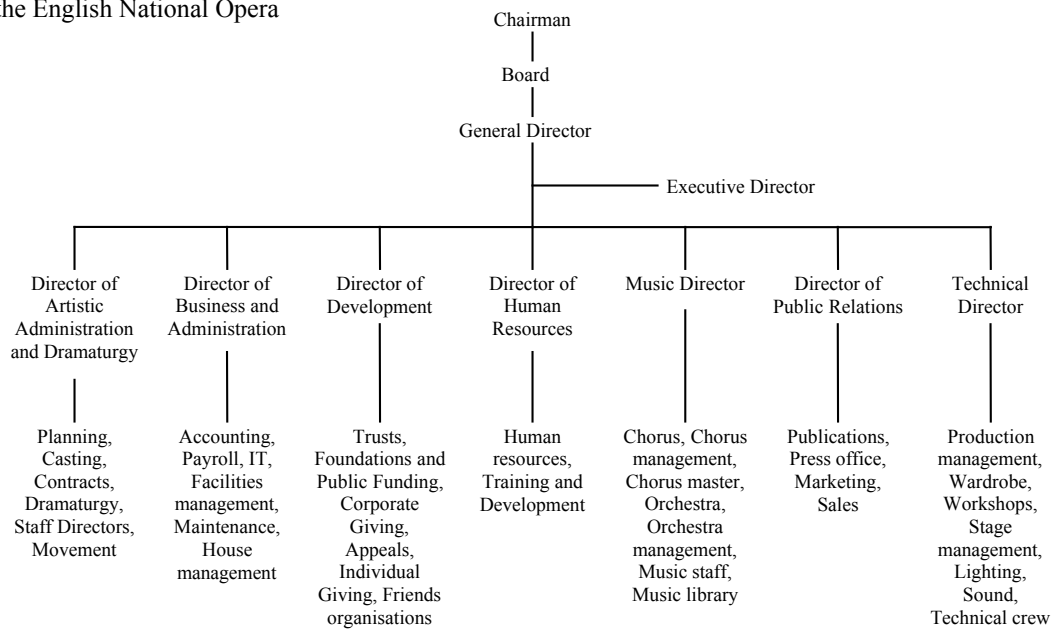 the English National Opera
Chairman
Board
General Director
Executive Director
Director of
Artistic
Administration
and Dramaturgy
Director of
Business and
Administration
Director of
Development
Director of
Human
Resources
Music Director
Director of
Public Relations
Technical
Director
Planning,
Casting,
Contracts,
Dramaturgy,
Staff Directors,
Movement
Accounting,
Payroll, IT,
Facilities
management,
Maintenance,
House
management
Trusts,
Foundations and
Public Funding,
Corporate
Giving,
Appeals,
Individual
Giving, Friends
organisations
Human
resources,
Training and
Development
Chorus, Chorus
management,
Chorus master,
Orchestra,
Orchestra
management,
Music staff,
Music library
Publications,
Press office,
Marketing,
Sales
Production
management,
Wardrobe,
Workshops,
Stage
management,
Lighting,
Sound,
Technical crew